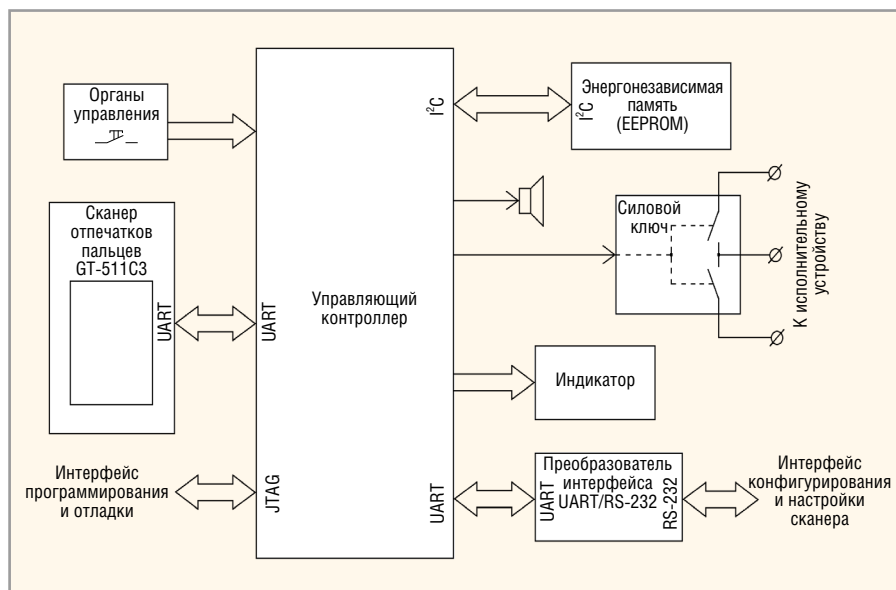 Органы
управления
Сканер
отпечатков
пальцев
GT-511C3
UART
UART
Интерфейс
программирования
и отладки
JTAG
Управляющий
контроллер
I²C
I²C
Энергонезависимая
память
(EEPROM)
Силовой
ключ
К исполнительному
устройству
Индикатор
UART
UART
Преобразователь
интерфейса
UART/RS-232
RS-232
Интерфейс
конфигурирования
и настройки
сканера